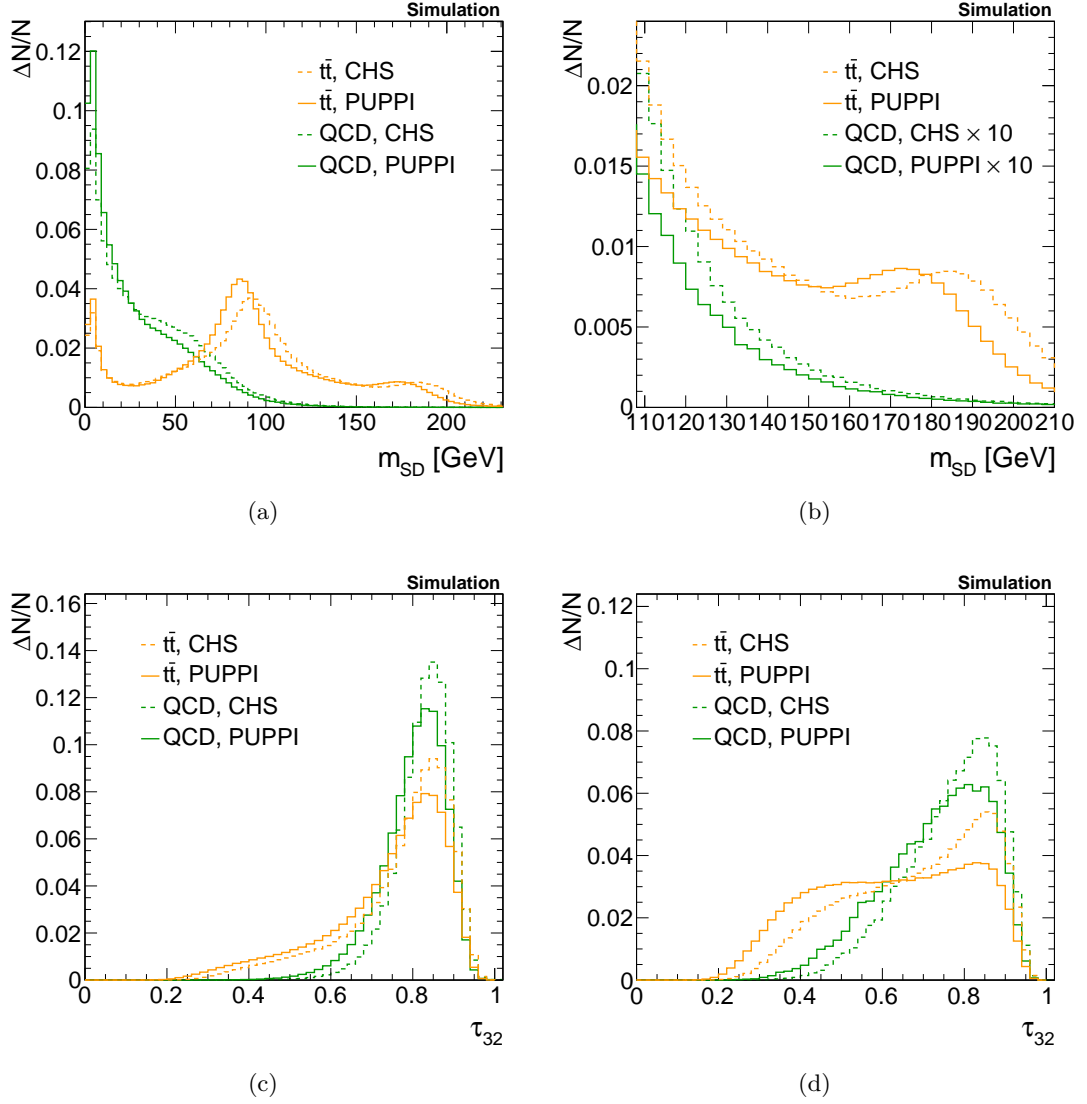 Simulation
ΔN/N
0.12
0.1
0.08
0.06
0.04
0.02
0
tt̄, CHS
tt̄, PUPPI
QCD, CHS
QCD, PUPPI
0 50 100 150 200
m_SD [GeV]
(a)
Simulation
ΔN/N
0.02
0.015
0.01
0.005
0
tt̄, CHS
tt̄, PUPPI
QCD, CHS × 10
QCD, PUPPI × 10
110 120 130 140 150 160 170 180 190 200 210
m_SD [GeV]
(b)
Simulation
ΔN/N
0.16
0.14
0.12
0.1
0.08
0.06
0.04
0.02
0
tt̄, CHS
tt̄, PUPPI
QCD, CHS
QCD, PUPPI
0 0.2 0.4 0.6 0.8 1
τ_32
(c)
Simulation
ΔN/N
0.12
0.1
0.08
0.06
0.04
0.02
0
tt̄, CHS
tt̄, PUPPI
QCD, CHS
QCD, PUPPI
0 0.2 0.4 0.6 0.8 1
τ_32
(d)